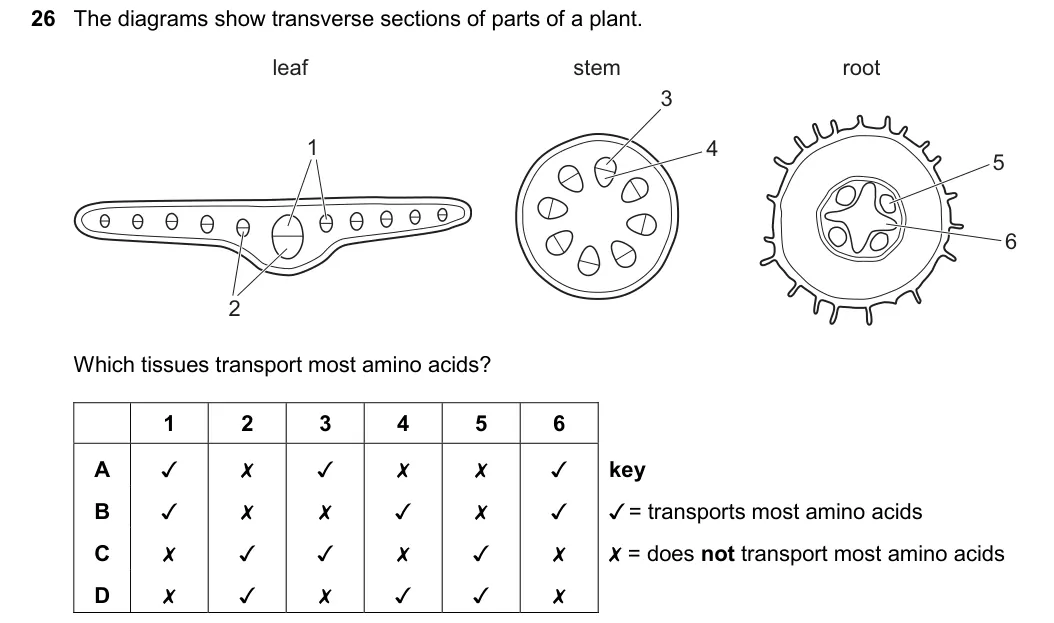 26 The diagrams show transverse sections of parts of a plant.
leaf stem root
1
2
3
4
5
6
Which tissues transport most amino acids?
1 2 3 4 5 6
A ✓ ✗ ✓ ✗ ✗ ✓ key
B ✓ ✗ ✗ ✓ ✗ ✓ ✓ = transports most amino acids
C ✗ ✓ ✓ ✗ ✓ ✗ ✗ = does not transport most amino acids
D ✗ ✓ ✗ ✓ ✓ ✗